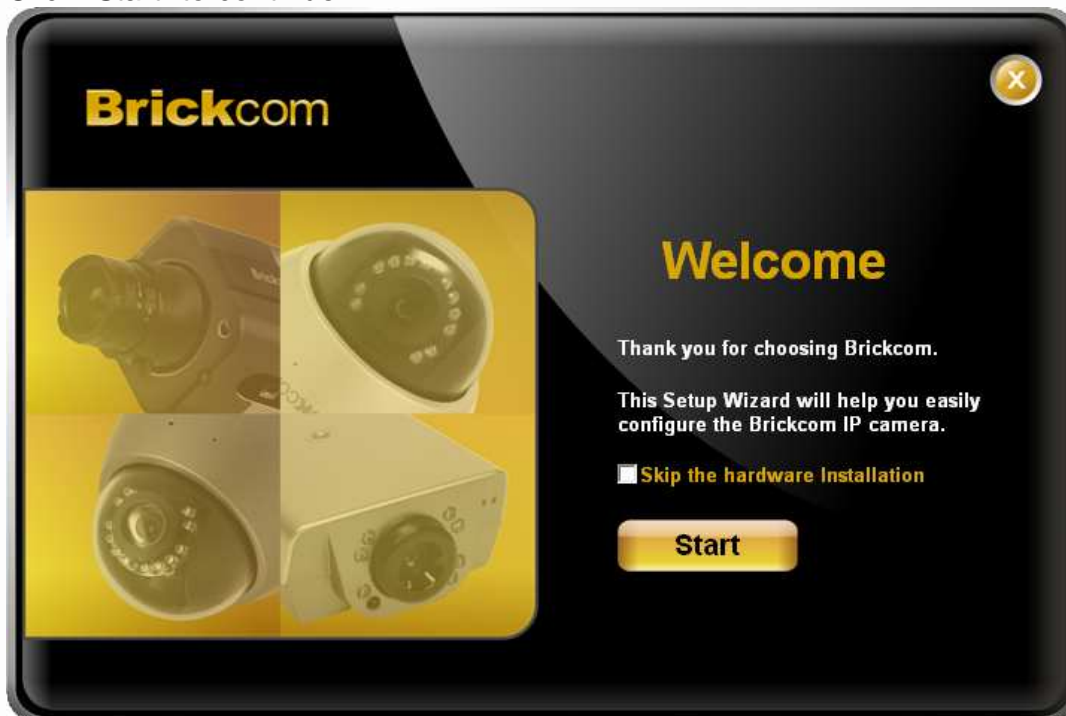 Brickcom
X
Welcome
Thank you for choosing Brickcom.
This Setup Wizard will help you easily
configure the Brickcom IP camera.
Skip the hardware Installation
Start